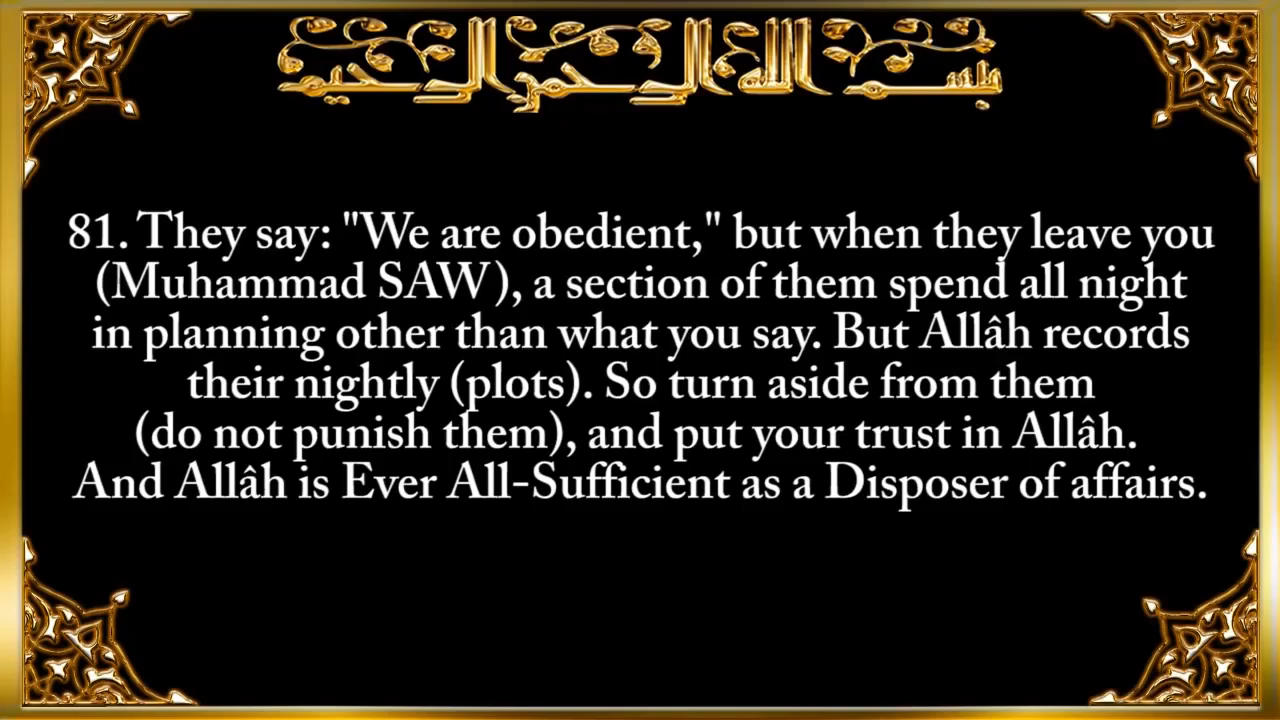 بسم الله الرحمن الرحيم
81. They say: "We are obedient," but when they leave you
(Muhammad SAW), a section of them spend all night
in planning other than what you say. But Allâh records
their nightly (plots). So turn aside from them
(do not punish them), and put your trust in Allâh.
And Allâh is Ever All-Sufficient as a Disposer of affairs.